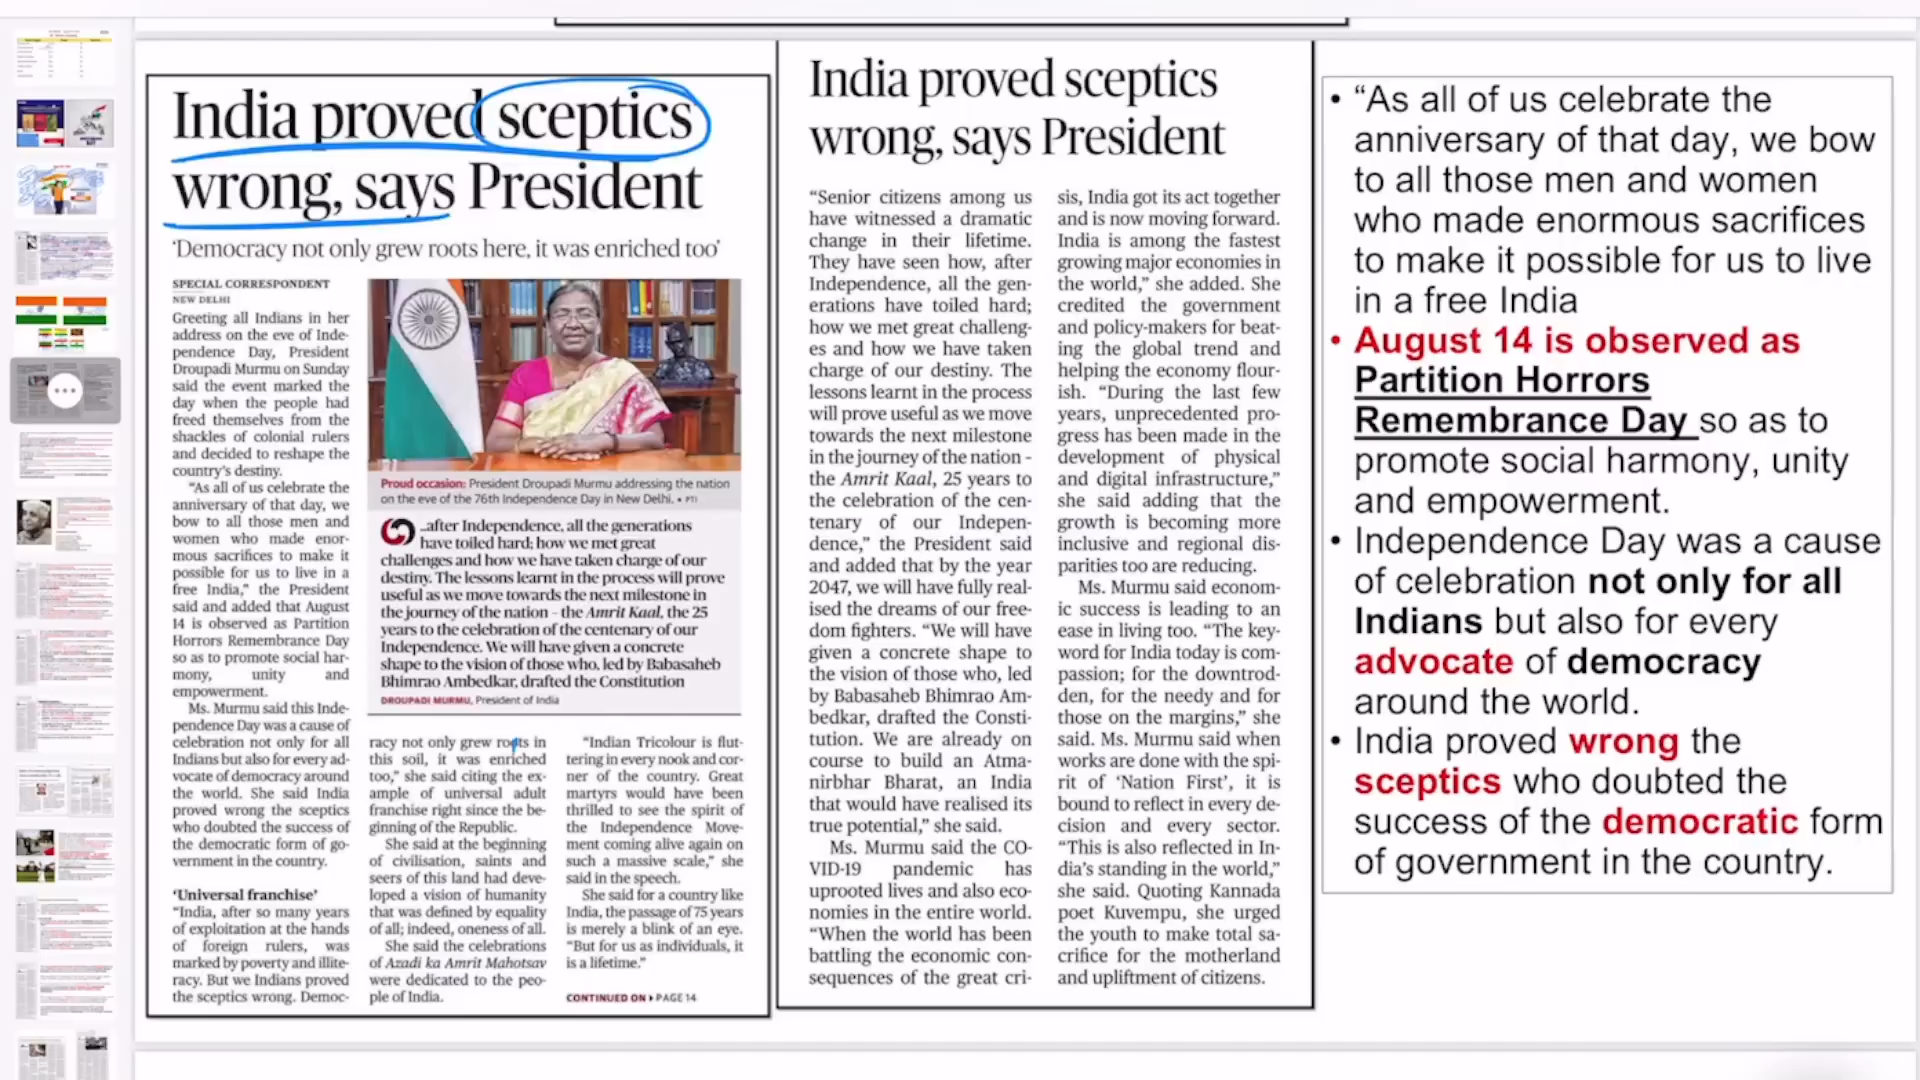 India proved sceptics
wrong, says President
‘Democracy not only grew roots here, it was enriched too’
SPECIAL CORRESPONDENT
NEW DELHI
Greeting all Indians in her
address on the eve of Inde-
pendence Day, President
Droupadi Murmu on Sunday
said the event marked the
day when the people had
freed themselves from the
shackles of colonial rulers
and decided to reshape the
country’s destiny.
“As all of us celebrate the
anniversary of that day, we
bow to all those men and
women who made enor-
mous sacrifices to make it
possible for us to live in a
free India,” the President
said and added that August
14 is observed as Partition
Horrors Remembrance Day
so as to promote social har-
mony, unity and
empowerment.
Ms. Murmu said this Inde-
pendence Day was a cause of
celebration not only for all
Indians but also for every ad-
vocate of democracy around
the world. She said India
proved wrong the sceptics
who doubted the success of
the democratic form of go-
vernment in the country.
‘Universal franchise’
“India, after so many years
of exploitation at the hands
of foreign rulers, was
marked by poverty and illite-
racy. But we Indians proved
the sceptics wrong. Democ-
Proud occasion: President Droupadi Murmu addressing the nation
on the eve of the 76th Independence Day in New Delhi. • PTI
...after Independence, all the generations
have toiled hard; how we met great
challenges and how we have taken charge of our
destiny. The lessons learnt in the process will prove
useful as we move towards the next milestone in
the journey of the nation – the Amrit Kaal, the 25
years to the celebration of the centenary of our
Independence. We will have given a concrete
shape to the vision of those who, led by Babasaheb
Bhimrao Ambedkar, drafted the Constitution
DROUPADI MURMU, President of India
racy not only grew roots in
this soil, it was enriched
too,” she said citing the ex-
ample of universal adult
franchise right since the be-
ginning of the Republic.
She said at the beginning
of civilisation, saints and
seers of this land had deve-
loped a vision of humanity
that was defined by equality
of all; indeed, oneness of all.
She said the celebrations
of Azadi ka Amrit Mahotsav
were dedicated to the peo-
ple of India.
“Indian Tricolour is flut-
tering in every nook and cor-
ner of the country. Great
martyrs would have been
thrilled to see the spirit of
the Independence Move-
ment coming alive again on
such a massive scale,” she
said in the speech.
She said for a country like
India, the passage of 75 years
is merely a blink of an eye.
“But for us as individuals, it
is a lifetime.”
CONTINUED ON PAGE 14
India proved sceptics
wrong, says President
“Senior citizens among us
have witnessed a dramatic
change in their lifetime.
They have seen how, after
Independence, all the gen-
erations have toiled hard;
how we met great challeng-
es and how we have taken
charge of our destiny. The
lessons learnt in the process
will prove useful as we move
towards the next milestone
in the journey of the nation -
the Amrit Kaal, 25 years to
the celebration of the cen-
tenary of our Indepen-
dence,” the President said
and added that by the year
2047, we will have fully real-
ised the dreams of our free-
dom fighters. “We will have
given a concrete shape to
the vision of those who, led
by Babasaheb Bhimrao Am-
bedkar, drafted the Consti-
tution. We are already on
course to build an Atma-
nirbhar Bharat, an India
that would have realised its
true potential,” she said.
Ms. Murmu said the CO-
VID-19 pandemic has
uprooted lives and also eco-
nomies in the entire world.
“When the world has been
battling the economic con-
sequences of the great cri-
sis, India got its act together
and is now moving forward.
India is among the fastest
growing major economies in
the world,” she added. She
credited the government
and policy-makers for beat-
ing the global trend and
helping the economy flour-
ish. “During the last few
years, unprecedented pro-
gress has been made in the
development of physical
and digital infrastructure,”
she said adding that the
growth is becoming more
inclusive and regional dis-
parities too are reducing.
Ms. Murmu said econom-
ic success is leading to an
ease in living too. “The key-
word for India today is com-
passion; for the downtrod-
den, for the needy and for
those on the margins,” she
said. Ms. Murmu said when
works are done with the spi-
rit of ‘Nation First’, it is
bound to reflect in every de-
cision and every sector.
“This is also reflected in In-
dia’s standing in the world,”
she said. Quoting Kannada
poet Kuvempu, she urged
the youth to make total sa-
crifice for the motherland
and upliftment of citizens.
• “As all of us celebrate the
anniversary of that day, we bow
to all those men and women
who made enormous sacrifices
to make it possible for us to live
in a free India
• August 14 is observed as
Partition Horrors
Remembrance Day so as to
promote social harmony, unity
and empowerment.
• Independence Day was a cause
of celebration not only for all
Indians but also for every
advocate of democracy
around the world.
• India proved wrong the
sceptics who doubted the
success of the democratic form
of government in the country.